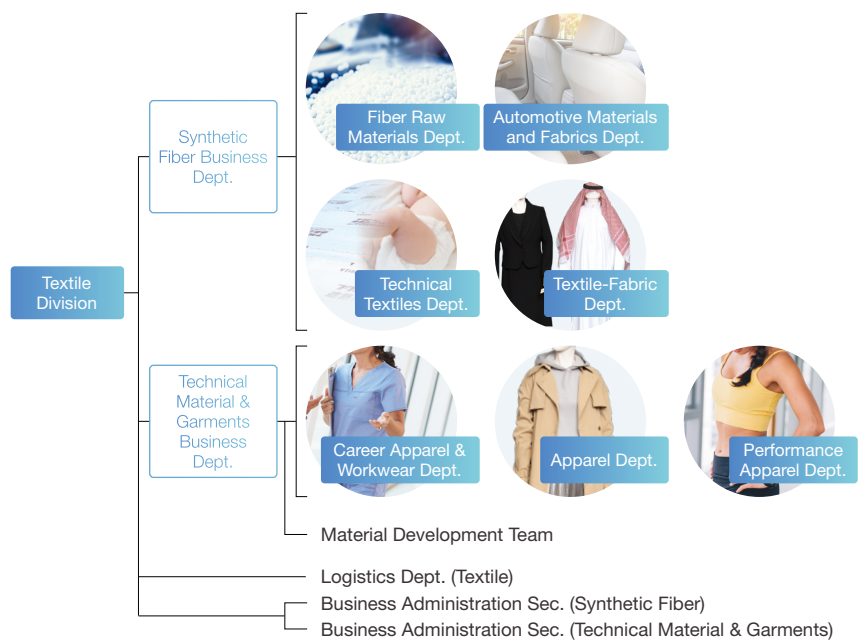 Fiber Raw
Materials Dept.
Automotive Materials
and Fabrics Dept.
Synthetic
Fiber Business
Dept.
Technical
Textiles Dept.
Textile-Fabric
Dept.
Textile
Division
Technical
Material &
Garments
Business
Dept.
Career Apparel &
Workwear Dept.
Apparel Dept.
Performance
Apparel Dept.
Material Development Team
Logistics Dept. (Textile)
Business Administration Sec. (Synthetic Fiber)
Business Administration Sec. (Technical Material & Garments)